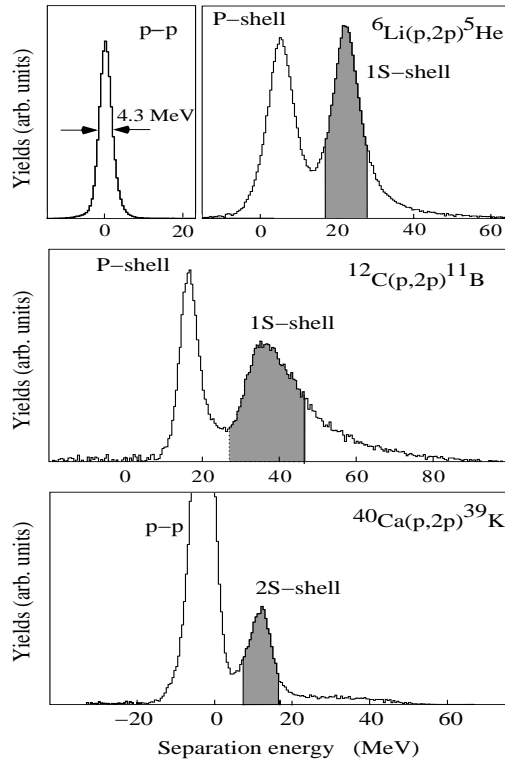 p−p
4.3 MeV
Yields (arb. units)
0
20
P−shell
⁶Li(p,2p)⁵He
1S−shell
0
20
40
60
P−shell
¹²C(p,2p)¹¹B
1S−shell
Yields (arb. units)
0
20
40
60
80
⁴⁰Ca(p,2p)³⁹K
p−p
2S−shell
Yields (arb. units)
−20
0
20
40
60
Separation energy (MeV)